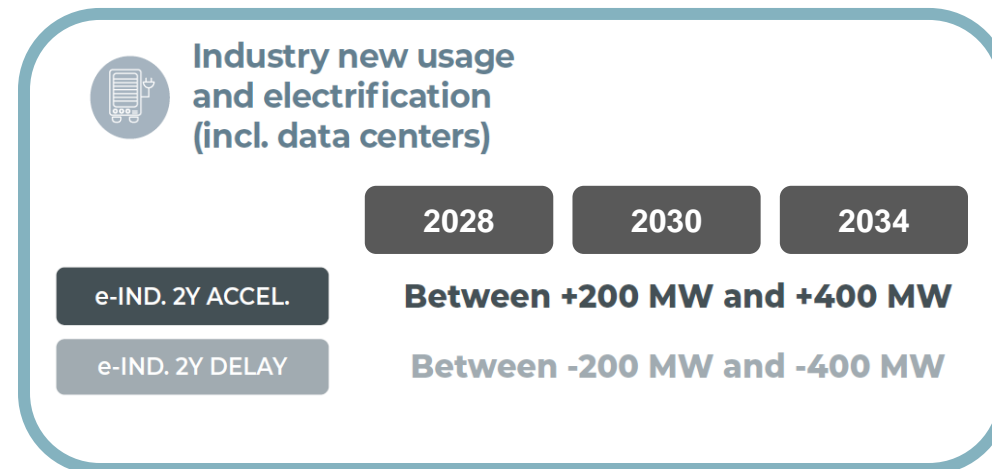 Industry new usage
and electrification
(incl. data centers)
2028 2030 2034
e-IND. 2Y ACCEL. Between +200 MW and +400 MW
e-IND. 2Y DELAY Between -200 MW and -400 MW